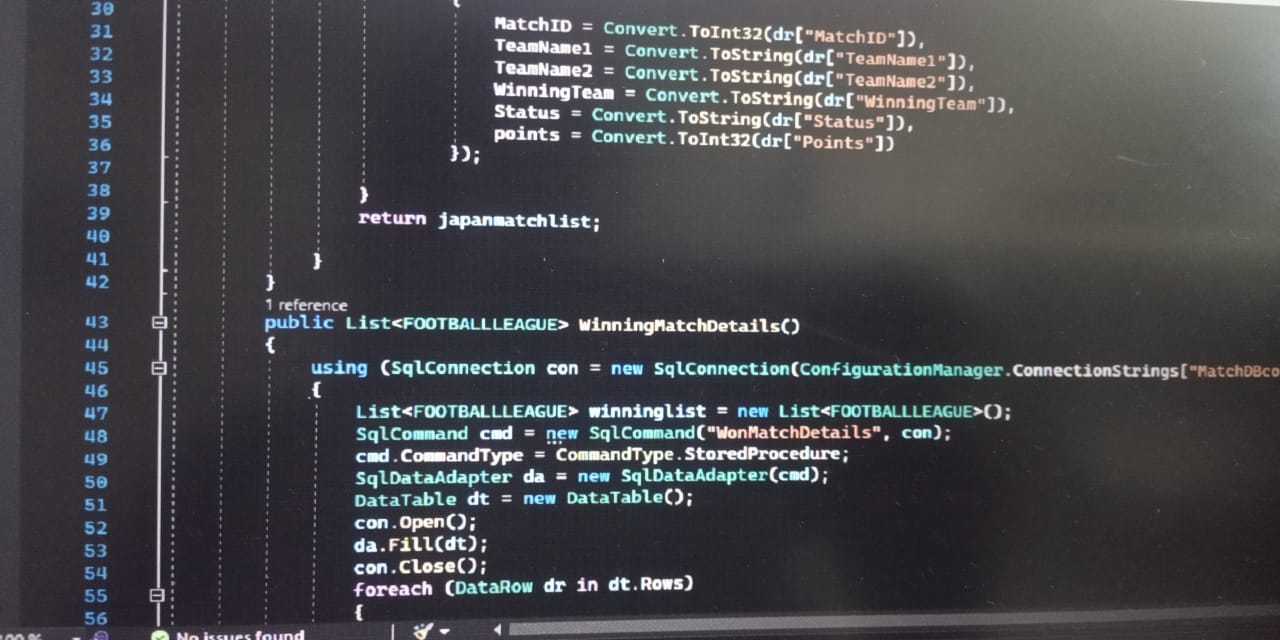 30 {
31 MatchID = Convert.ToInt32(dr["MatchID"]),
32 TeamName1 = Convert.ToString(dr["TeamName1"]),
33 TeamName2 = Convert.ToString(dr["TeamName2"]),
34 WinningTeam = Convert.ToString(dr["WinningTeam"]),
35 Status = Convert.ToString(dr["Status"]),
36 points = Convert.ToInt32(dr["Points"])
37 });
38 }
39 return japanmatchlist;
40
41 }
42 }
1 reference
43 public List<FOOTBALLLEAGUE> WinningMatchDetails()
44 {
45 using (SqlConnection con = new SqlConnection(ConfigurationManager.ConnectionStrings["MatchDBco
46 {
47 List<FOOTBALLLEAGUE> winninglist = new List<FOOTBALLLEAGUE>();
48 SqlCommand cmd = new SqlCommand("WonMatchDetails", con);
49 cmd.CommandType = CommandType.StoredProcedure;
50 SqlDataAdapter da = new SqlDataAdapter(cmd);
51 DataTable dt = new DataTable();
52 con.Open();
53 da.Fill(dt);
54 con.Close();
55 foreach (DataRow dr in dt.Rows)
56 {
No issues found